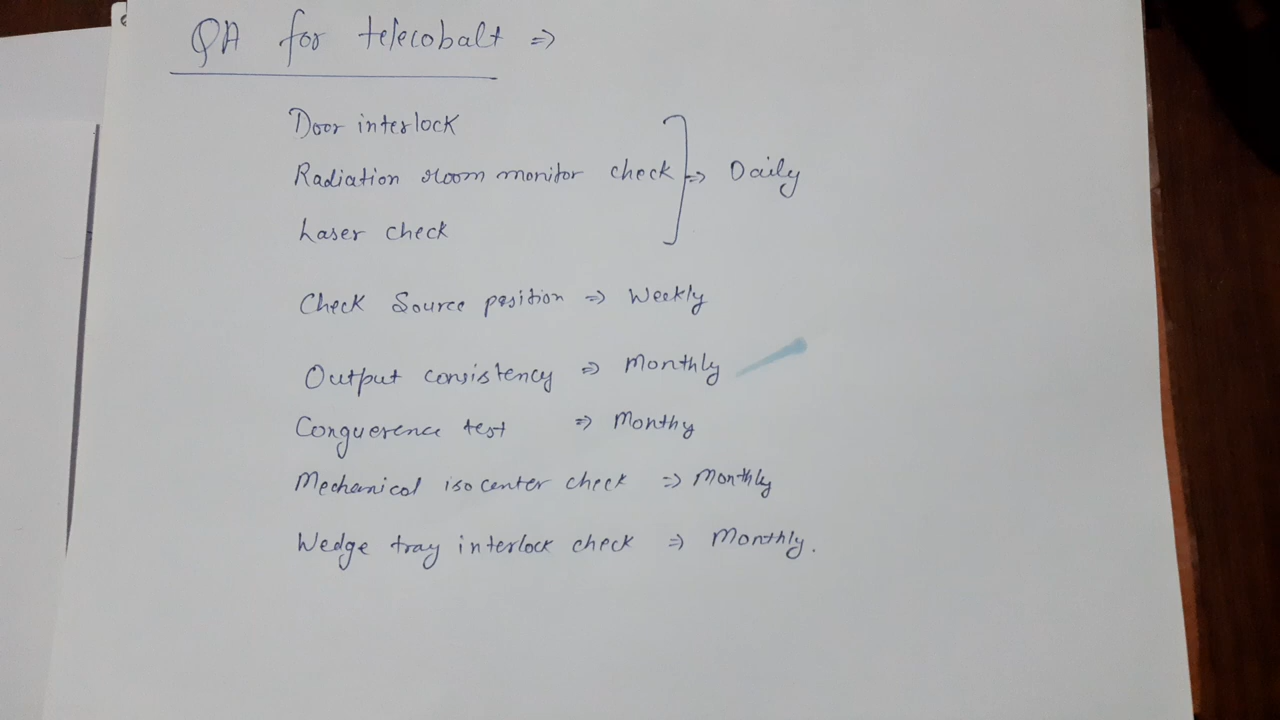 QA for telecobalt ⇒
Door interlock
Radiation room monitor check ⇒ Daily
Laser check
Check Source position ⇒ Weekly
Output consistency ⇒ Monthly
Conguerence test ⇒ Monthy
Mechanical isocenter check ⇒ Monthly
Wedge tray interlock check ⇒ Monthly.